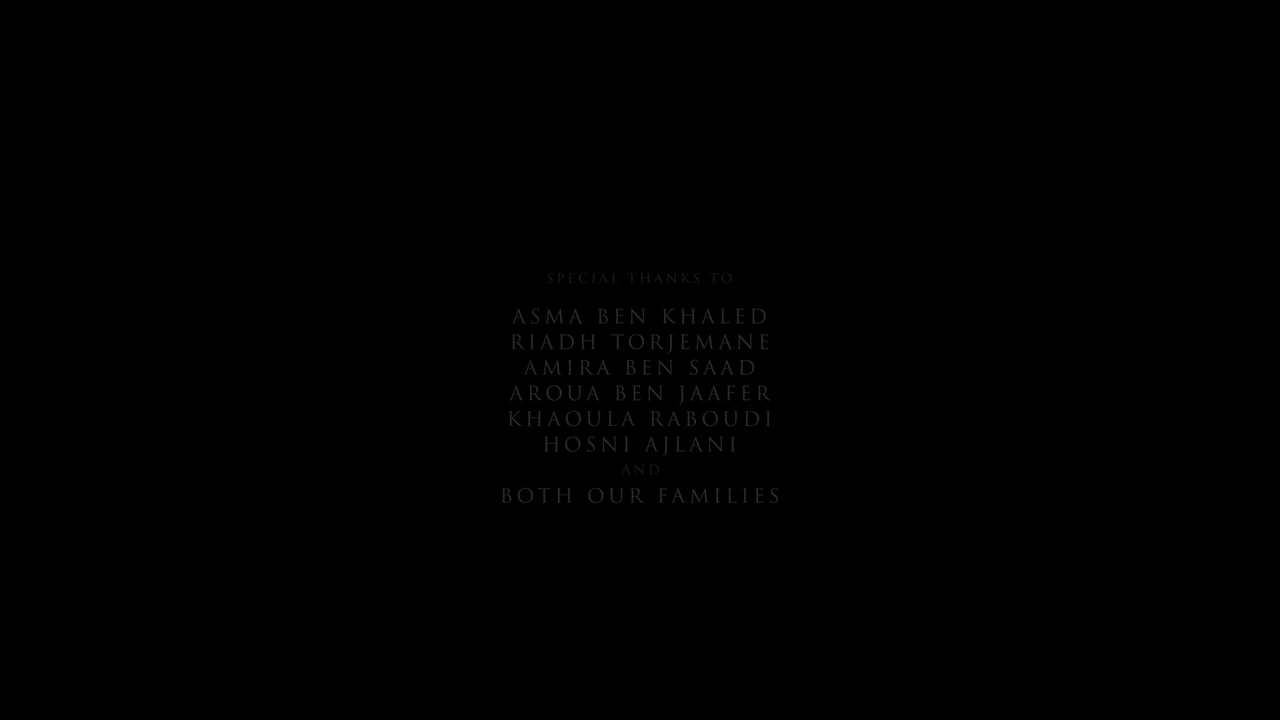 SPECIAL THANKS TO
ASMA BEN KHALED
RIADH TORJEMANE
AMIRA BEN SAAD
AROUA BEN JAAFER
KHAOULA RABOUDI
HOSNI AJLANI
AND
BOTH OUR FAMILIES